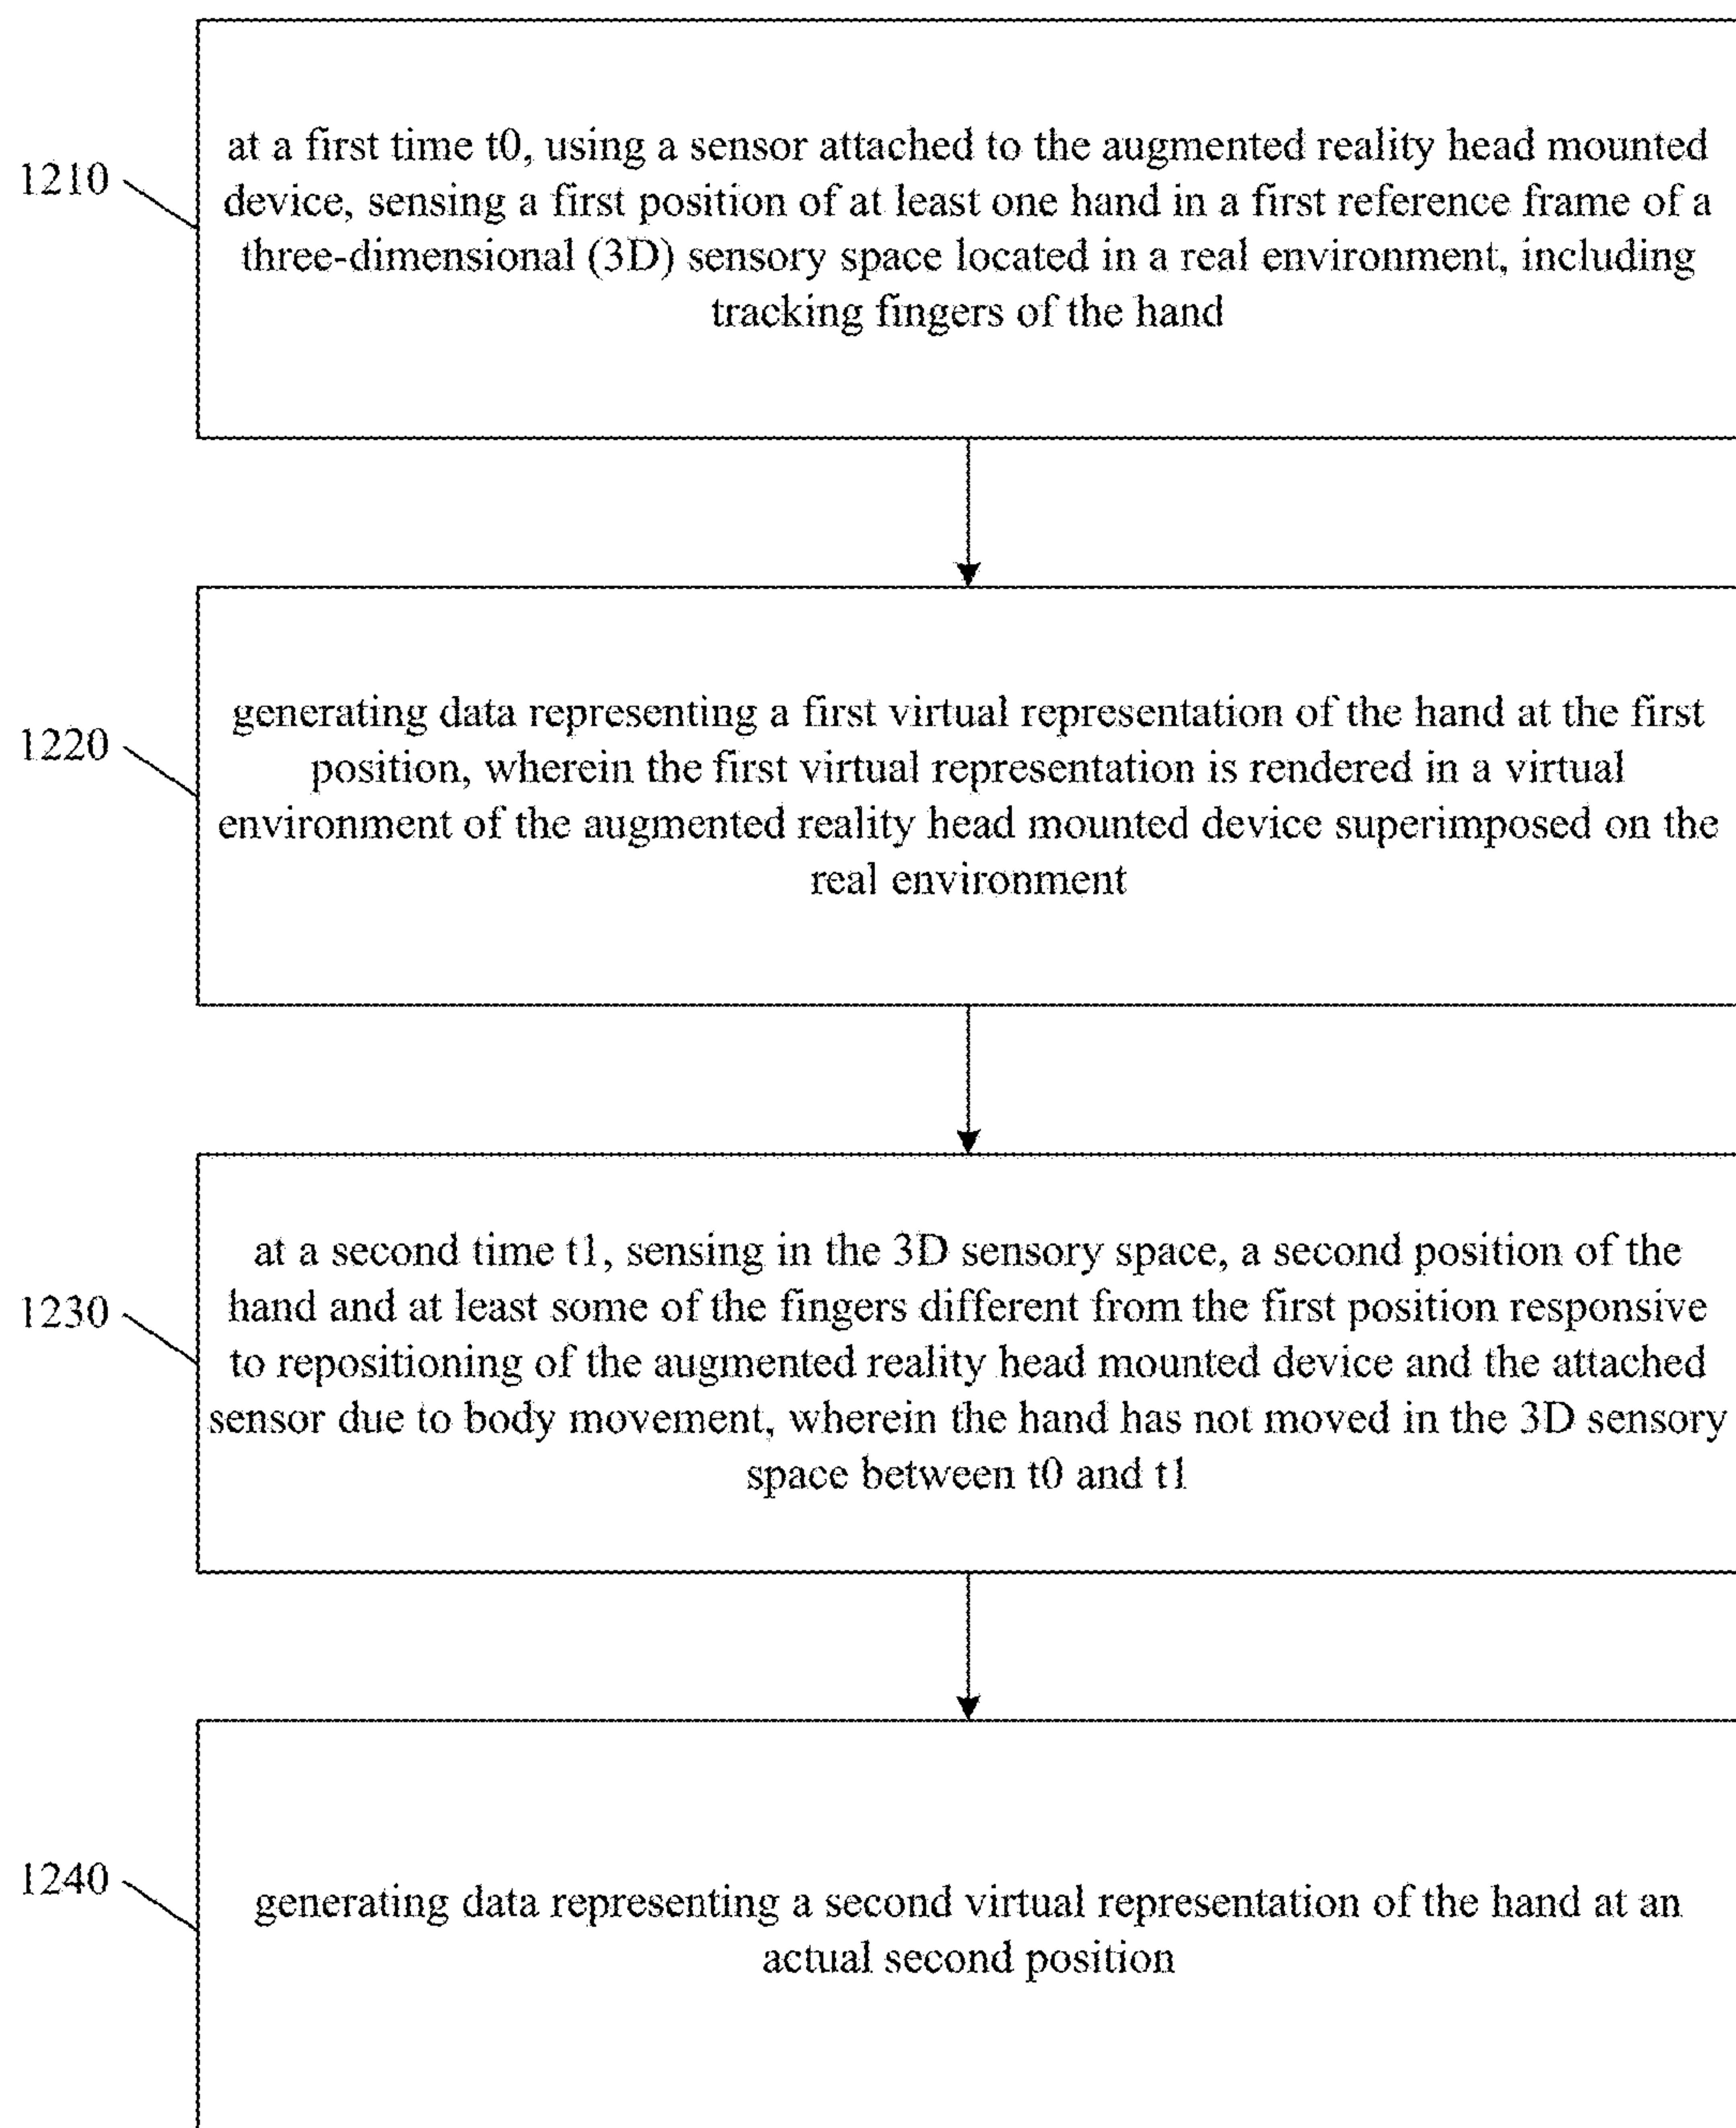 1210
at a first time t0, using a sensor attached to the augmented reality head mounted
device, sensing a first position of at least one hand in a first reference frame of a
three-dimensional (3D) sensory space located in a real environment, including
tracking fingers of the hand
1220
generating data representing a first virtual representation of the hand at the first
position, wherein the first virtual representation is rendered in a virtual
environment of the augmented reality head mounted device superimposed on the
real environment
1230
at a second time t1, sensing in the 3D sensory space, a second position of the
hand and at least some of the fingers different from the first position responsive
to repositioning of the augmented reality head mounted device and the attached
sensor due to body movement, wherein the hand has not moved in the 3D sensory
space between t0 and t1
1240
generating data representing a second virtual representation of the hand at an
actual second position